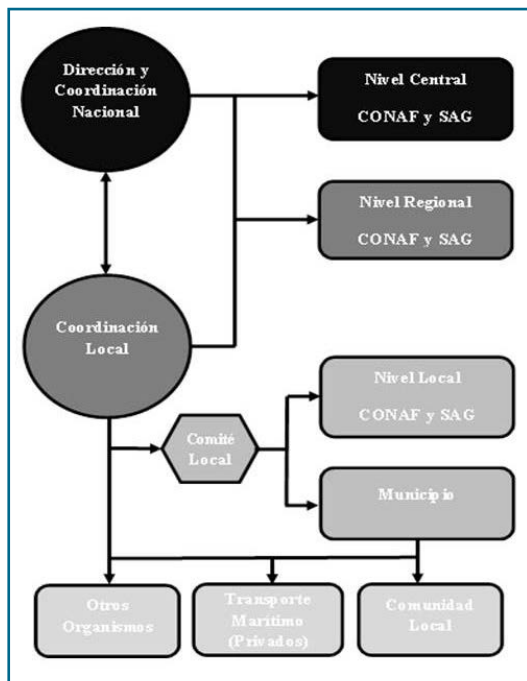 Dirección y
Coordinación
Nacional
Nivel Central
CONAF y SAG
Nivel Regional
CONAF y SAG
Coordinación
Local
Nivel Local
CONAF y SAG
Comité
Local
Municipio
Otros
Organismos
Transporte
Marítimo
(Privados)
Comunidad
Local